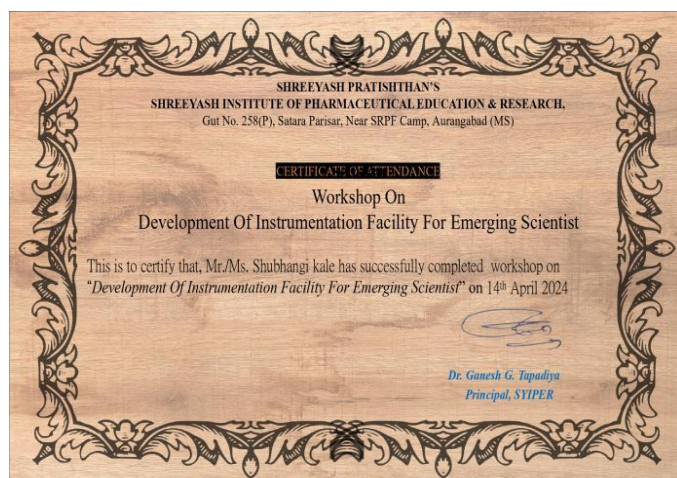 SHREEYASH PRATISHTHAN'S
SHREEYASH INSTITUTE OF PHARMACEUTICAL EDUCATION & RESEARCH,
Gut No. 258(P), Satara Parisar, Near SRPF Camp, Aurangabad (MS)
CERTIFICATE OF ATTENDANCE
Workshop On
Development Of Instrumentation Facility For Emerging Scientist
This is to certify that, Mr./Ms. Shubhangi kale has successfully completed workshop on
"Development Of Instrumentation Facility For Emerging Scientist" on 14th April 2024
Dr. Ganesh G. Tapadiya
Principal, SYIPER